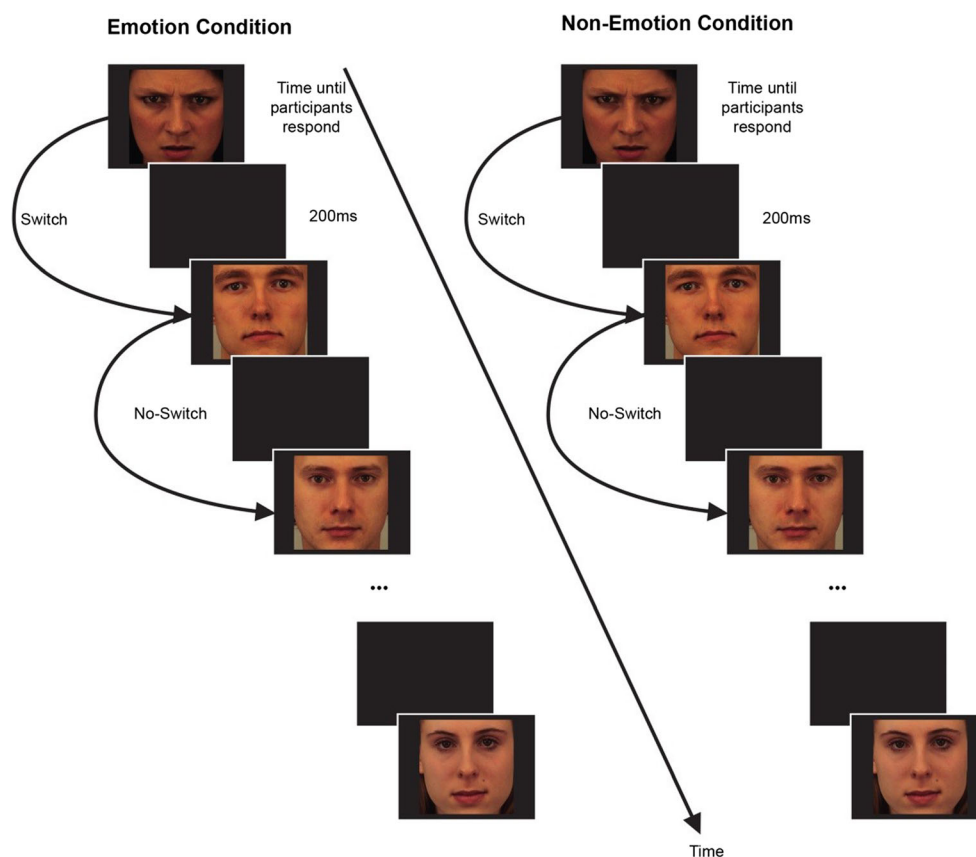 Emotion Condition
Time until
participants
respond
Switch
200ms
No-Switch
...
Non-Emotion Condition
Time until
participants
respond
Switch
200ms
No-Switch
...
Time